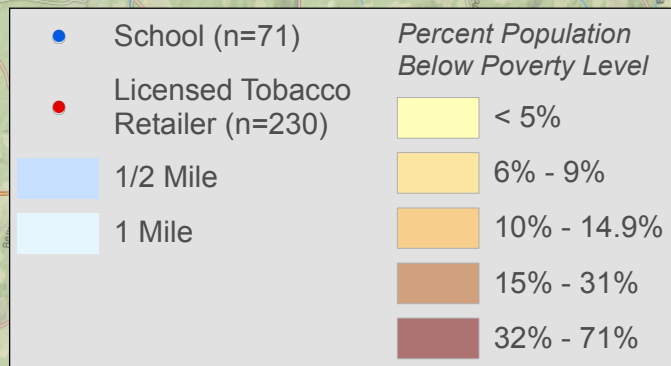 School (n=71)
Licensed Tobacco
Retailer (n=230)
1/2 Mile
1 Mile
Percent Population
Below Poverty Level
< 5%
6% - 9%
10% - 14.9%
15% - 31%
32% - 71%